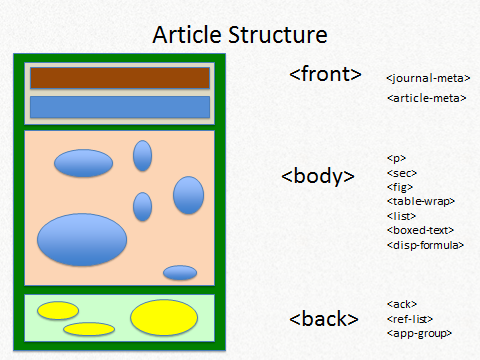 Article Structure
<front>
<journal-meta>
<article-meta>
<body>
<p>
<sec>
<fig>
<table-wrap>
<list>
<boxed-text>
<disp-formula>
<back>
<ack>
<ref-list>
<app-group>